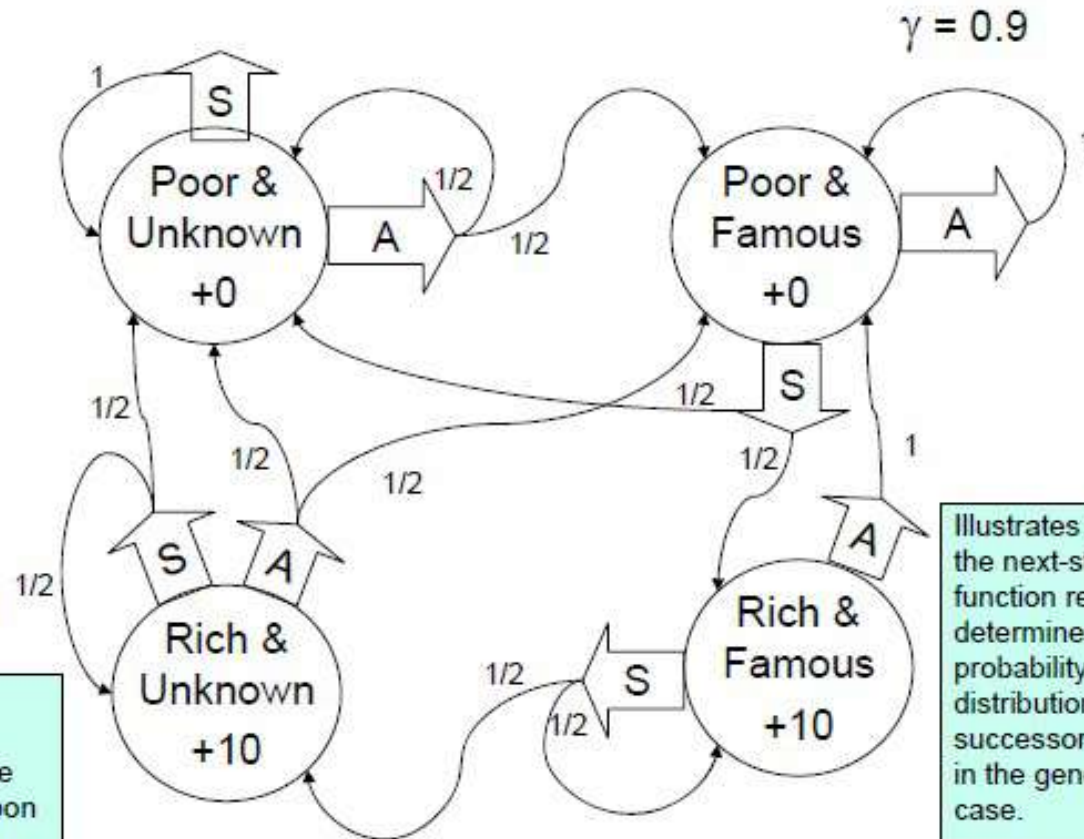 γ = 0.9
1
S
Poor &
Unknown
+0
A
1/2
1/2
Poor &
Famous
+0
A
1/2
S
1/2
1/2
1/2
1/2
1
1/2
S
A
A
Rich &
Unknown
+10
1/2
1/2
S
Rich &
Famous
+10
Illustrates
the next-s
function re
determine
probability
distribution
successor
in the gen
case.
e
pon